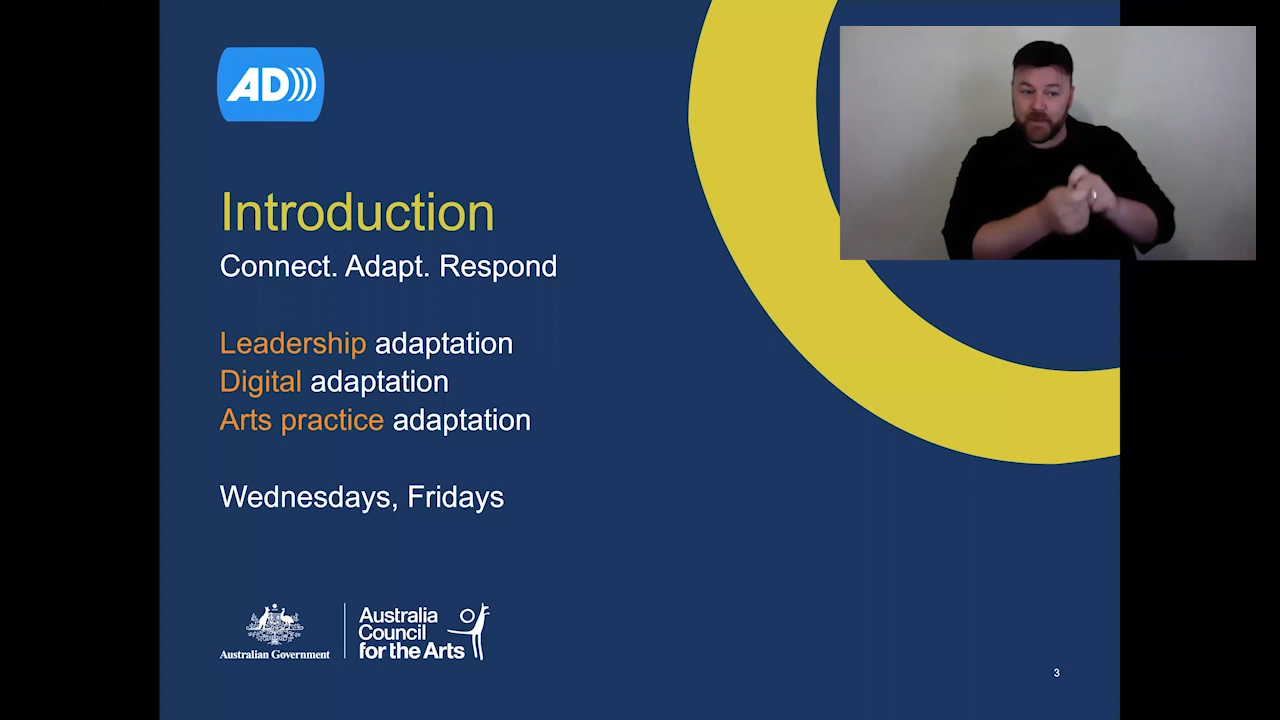 AD)))
Introduction
Connect. Adapt. Respond
Leadership adaptation
Digital adaptation
Arts practice adaptation
Wednesdays, Fridays
Australian Government
Australia
Council
for the Arts
3